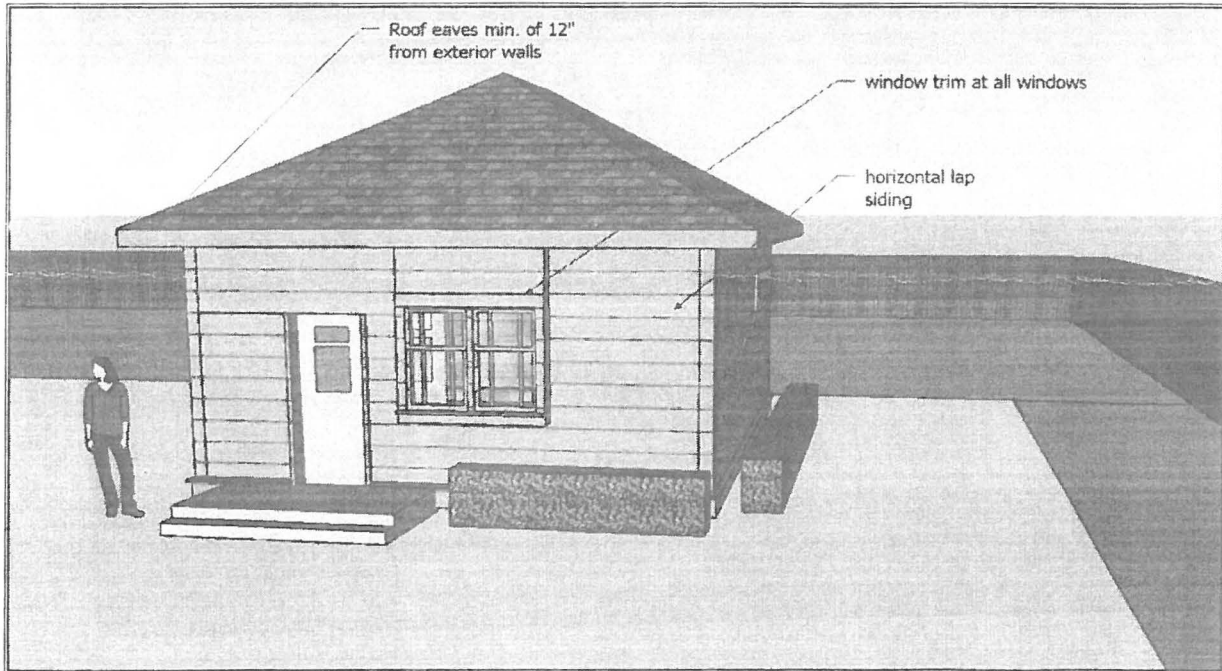 Roof eaves min. of 12"
from exterior walls
window trim at all windows
horizontal lap
siding